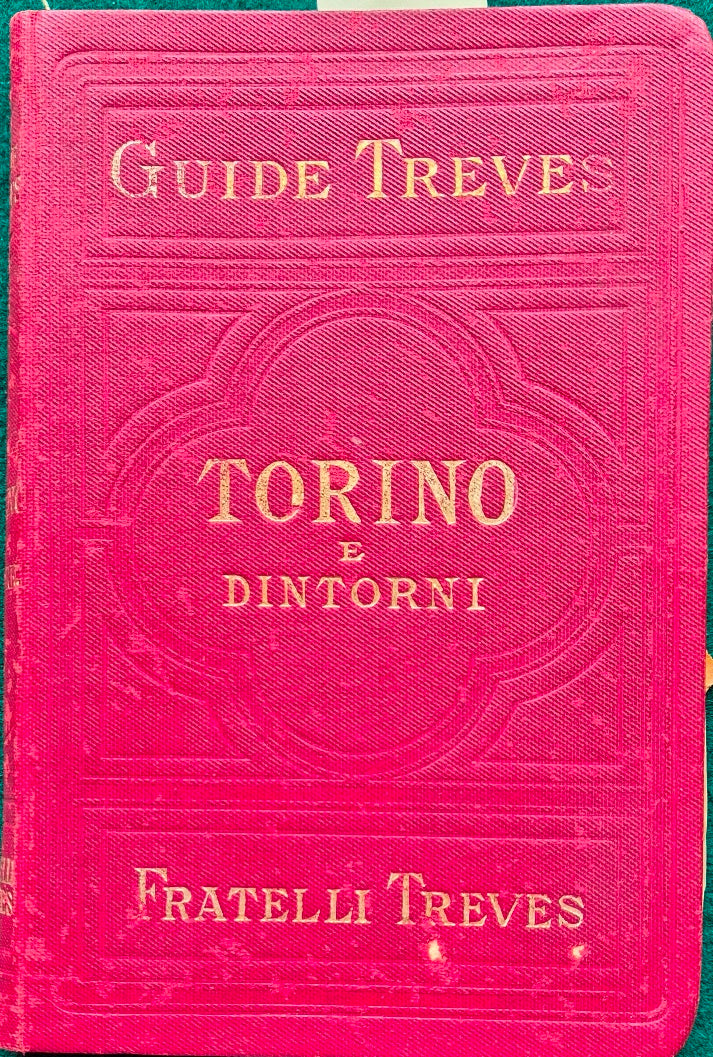 GUIDE TREVES
TORINO
E
DINTORNI
FRATELLI TREVES